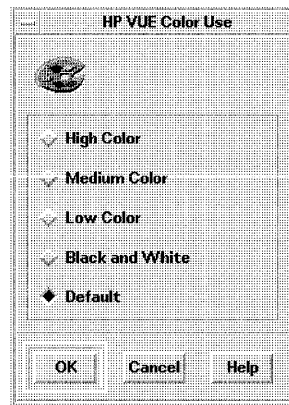 HP VUE Color Use
High Color
Medium Color
Low Color
Black and White
Default
OK Cancel Help